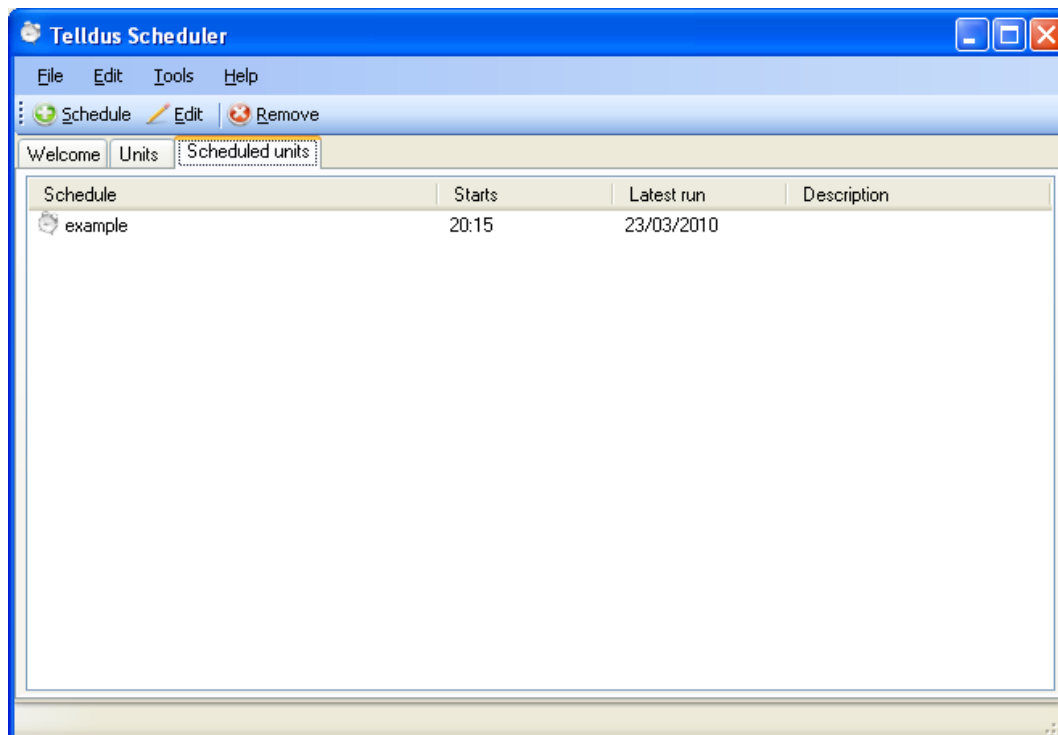 Telldus Scheduler
File Edit Tools Help
Schedule Edit Remove
Welcome Units Scheduled units
Schedule Starts Latest run Description
example 20:15 23/03/2010